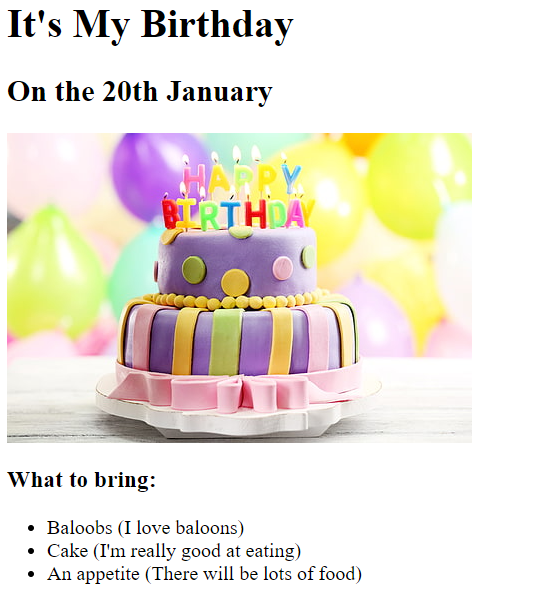 It's My Birthday
On the 20th January
HAPPY
BIRTHDAY
What to bring:
Baloobs (I love baloons)
Cake (I'm really good at eating)
An appetite (There will be lots of food)